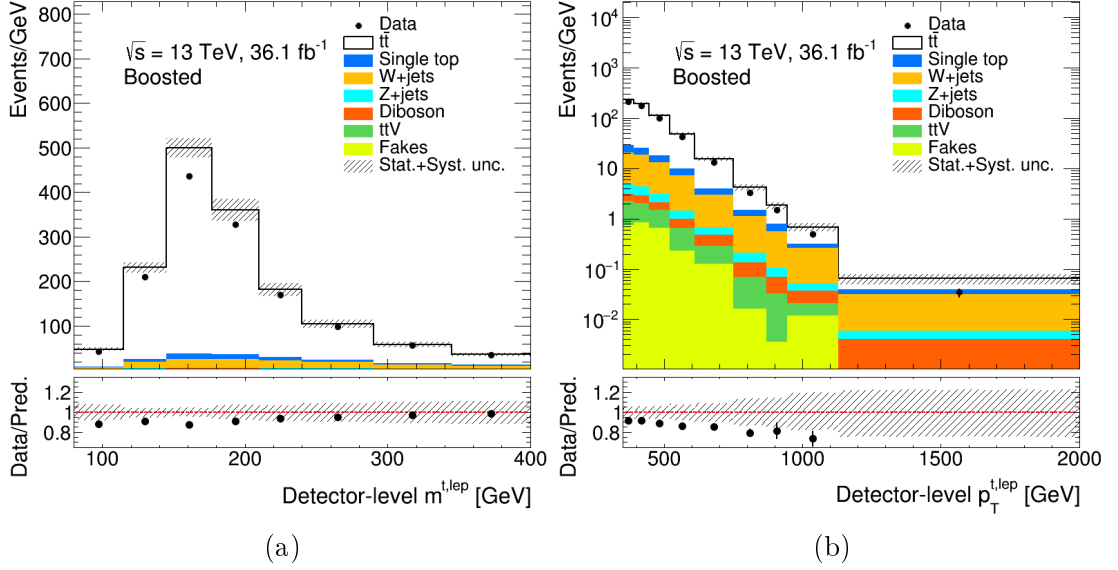 Events/GeV
800
700
600
500
400
300
200
100
√s = 13 TeV, 36.1 fb⁻¹
Boosted
Data
tt̄
Single top
W+jets
Z+jets
Diboson
ttV
Fakes
Stat.+Syst. unc.
Data/Pred.
1.2
1
0.8
100 200 300 400
Detector-level m^t,lep [GeV]
(a)
Events/GeV
10⁴
10³
10²
10
1
10⁻¹
10⁻²
√s = 13 TeV, 36.1 fb⁻¹
Boosted
Data
tt̄
Single top
W+jets
Z+jets
Diboson
ttV
Fakes
Stat.+Syst. unc.
Data/Pred.
1.2
1
0.8
500 1000 1500 2000
Detector-level p_T^t,lep [GeV]
(b)